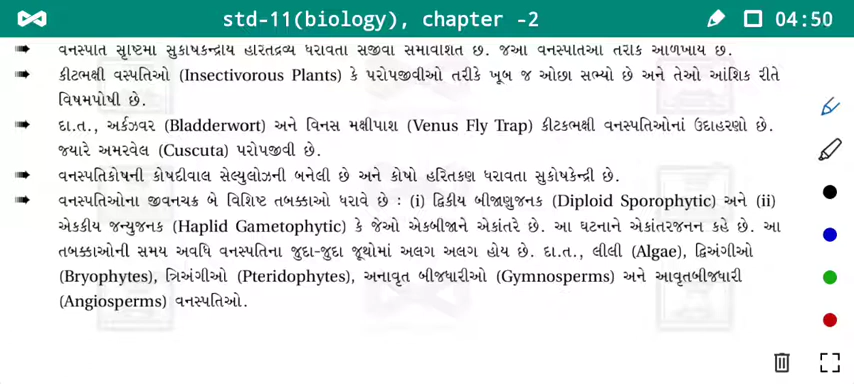 std-11(biology), chapter -2
04:50
➠ વનસ્પતિ સૃષ્ટિમાં સુકોષકેન્દ્રીય હરિતદ્રવ્ય ધરાવતા સજીવો સમાવેશિત છે. જેઓ વનસ્પતિઓ તરીકે ઓળખાય છે.
➠ કીટભક્ષી વસ્પતિઓ (Insectivorous Plants) કે પરોપજીવીઓ તરીકે ખૂબ જ ઓછા સભ્યો છે અને તેઓ આંશિક રીતે
વિષમપોષી છે.
➠ દા.ત., અર્કઝવર (Bladderwort) અને વિનસ મક્ષીપાશ (Venus Fly Trap) કીટકભક્ષી વનસ્પતિઓનાં ઉદાહરણો છે.
જ્યારે અમરવેલ (Cuscuta) પરોપજીવી છે.
➠ વનસ્પતિકોષની કોષદીવાલ સેલ્યુલોઝની બનેલી છે અને કોષો હરિતકણ ધરાવતા સુકોષકેન્દ્રી છે.
➠ વનસ્પતિઓના જીવનચક્ર બે વિશિષ્ટ તબક્કાઓ ધરાવે છે : (i) દ્વિકીય બીજાણુજનક (Diploid Sporophytic) અને (ii)
એકકીય જન્યુજનક (Haplid Gametophytic) કે જેઓ એકબીજાને એકાંતરે છે. આ ઘટનાને એકાંતરજનન કહે છે. આ
તબક્કાઓની સમય અવધિ વનસ્પતિના જુદા-જુદા જૂથોમાં અલગ અલગ હોય છે. દા.ત., લીલી (Algae), દ્વિઅંગીઓ
(Bryophytes), ત્રિઅંગીઓ (Pteridophytes), અનાવૃત બીજધારીઓ (Gymnosperms) અને આવૃતબીજધારી
(Angiosperms) વનસ્પતિઓ.